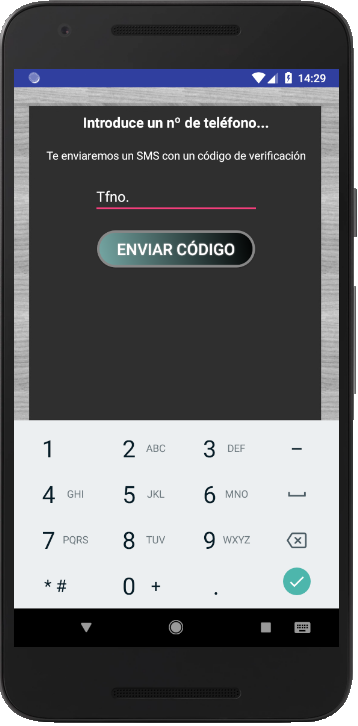 14:29
Introduce un nº de teléfono...
Te enviaremos un SMS con un código de verificación
Tfno.
ENVIAR CÓDIGO
1 2 ABC 3 DEF -
4 GHI 5 JKL 6 MNO
7 PQRS 8 TUV 9 WXYZ
* # 0 + .